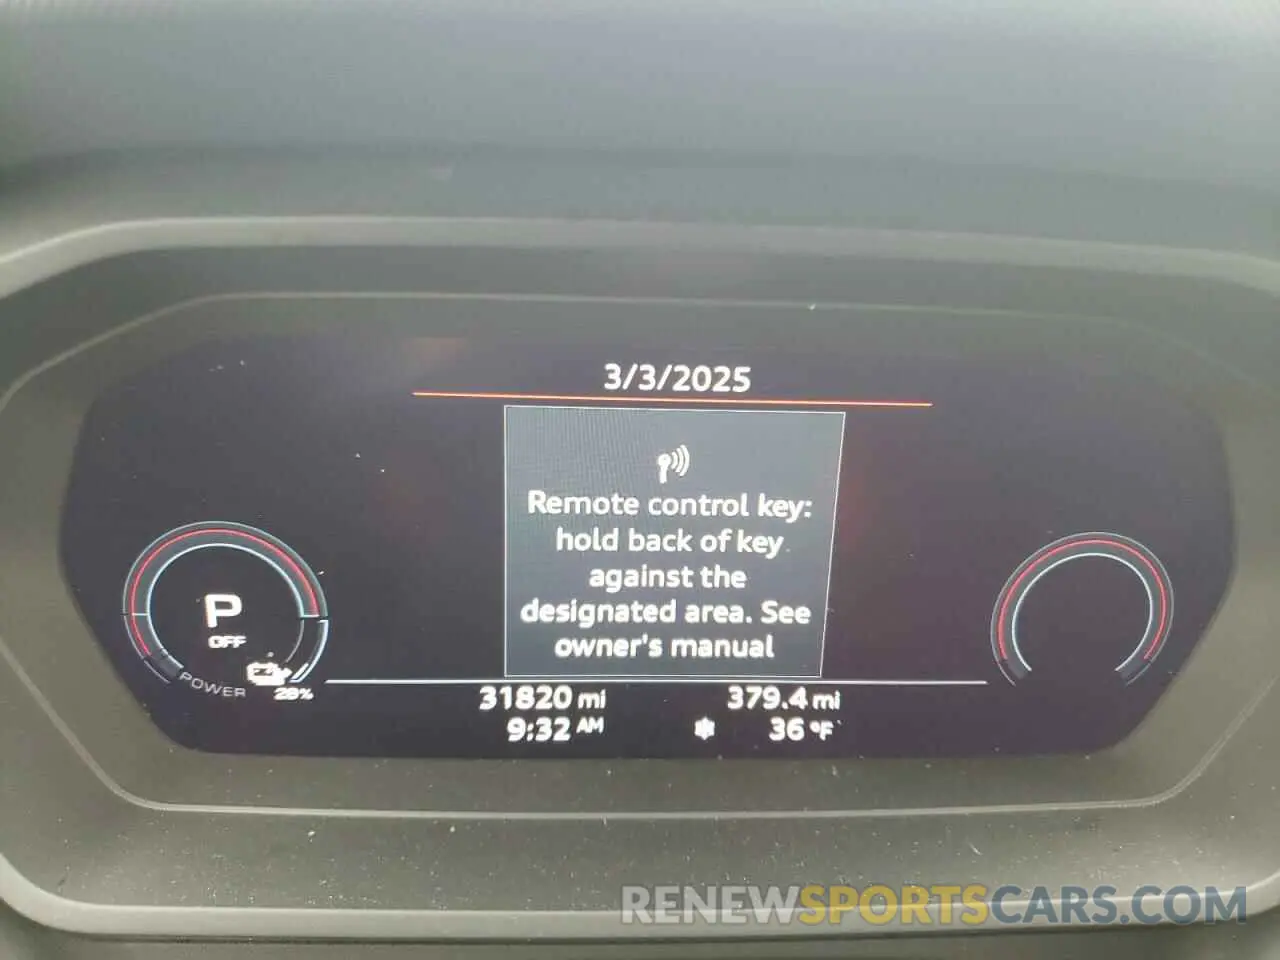 3/3/2025
Remote control key:
hold back of key
against the
designated area. See
owner's manual
P
OFF
POWER
28%
31820 mi
379.4 mi
9:32 AM
36 °F
RENEWSPORTSCARS.COM